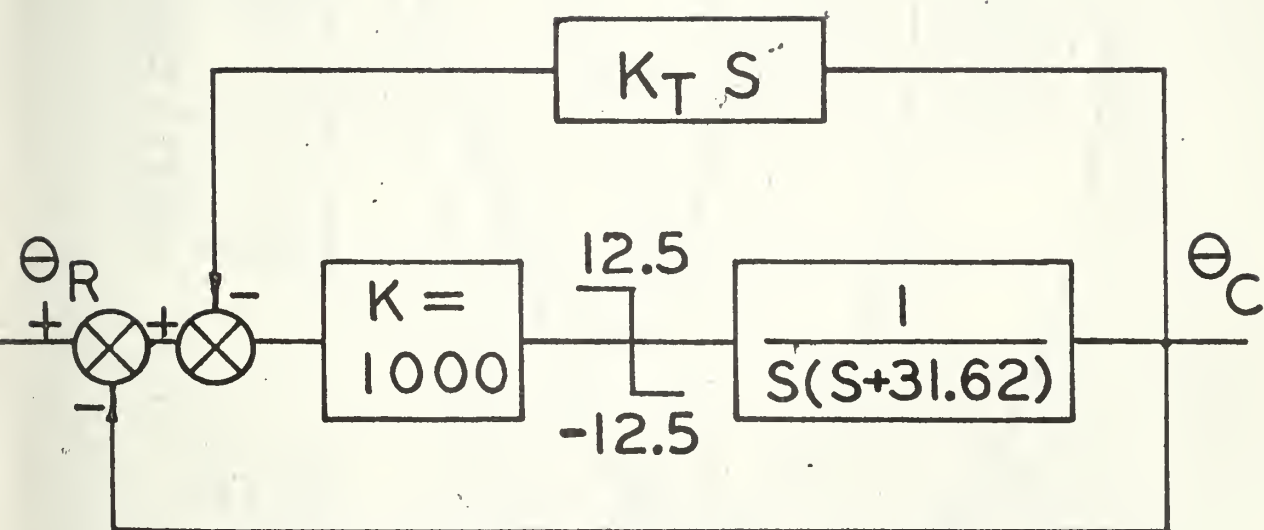 K_T S
Θ_R
+
+
-
-
K =
1000
12.5
-12.5
1
S(S+31.62)
Θ_C